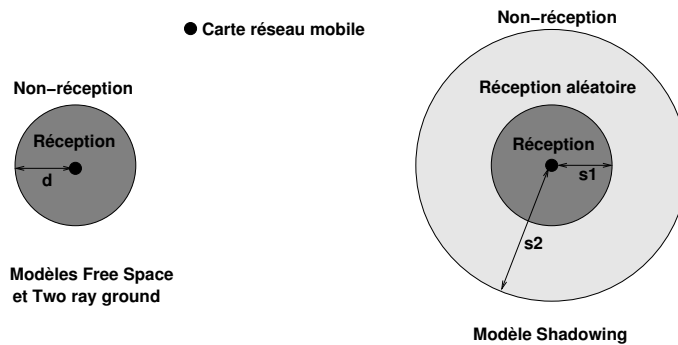 Non−réception
Carte réseau mobile
Non−réception
Réception aléatoire
Réception
Réception
d
s1
s2
Modèles Free Space
et Two ray ground
Modèle Shadowing